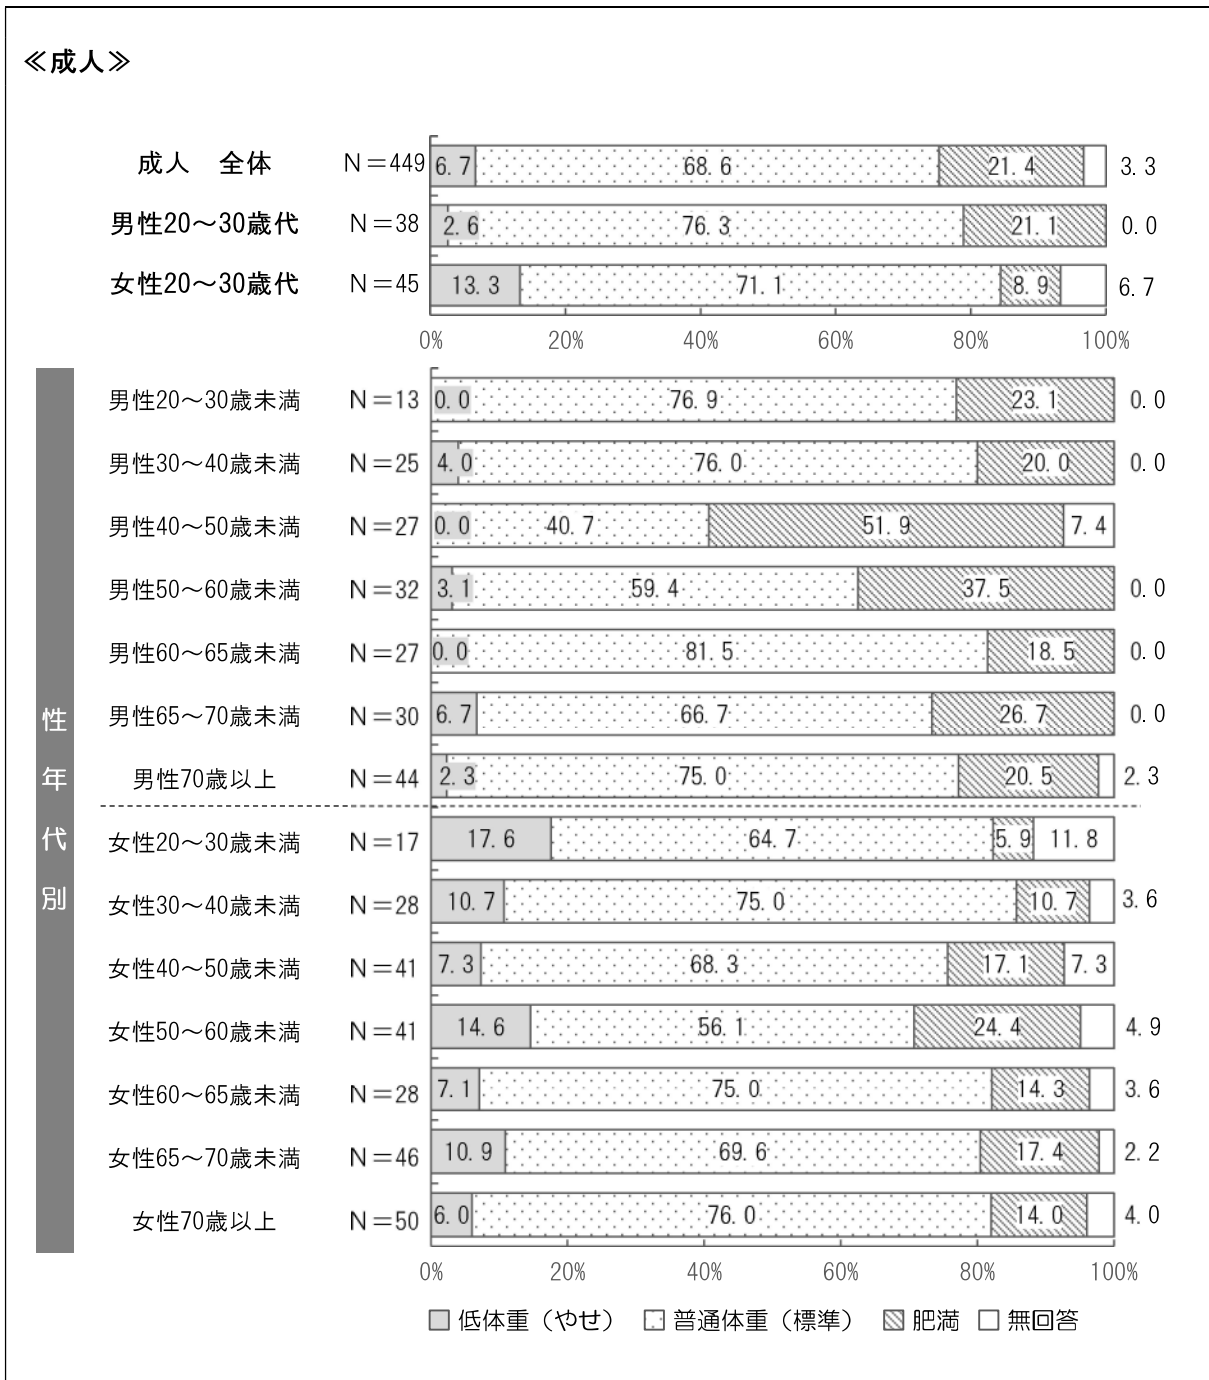 ≪成人≫
成人　全体 N＝449 6.7 68.6 21.4 3.3
男性20～30歳代 N＝38 2.6 76.3 21.1 0.0
女性20～30歳代 N＝45 13.3 71.1 8.9 6.7
0% 20% 40% 60% 80% 100%
性年代別
男性20～30歳未満 N＝13 0.0 76.9 23.1 0.0
男性30～40歳未満 N＝25 4.0 76.0 20.0 0.0
男性40～50歳未満 N＝27 0.0 40.7 51.9 7.4
男性50～60歳未満 N＝32 3.1 59.4 37.5 0.0
男性60～65歳未満 N＝27 0.0 81.5 18.5 0.0
男性65～70歳未満 N＝30 6.7 66.7 26.7 0.0
男性70歳以上 N＝44 2.3 75.0 20.5 2.3
女性20～30歳未満 N＝17 17.6 64.7 5.9 11.8
女性30～40歳未満 N＝28 10.7 75.0 10.7 3.6
女性40～50歳未満 N＝41 7.3 68.3 17.1 7.3
女性50～60歳未満 N＝41 14.6 56.1 24.4 4.9
女性60～65歳未満 N＝28 7.1 75.0 14.3 3.6
女性65～70歳未満 N＝46 10.9 69.6 17.4 2.2
女性70歳以上 N＝50 6.0 76.0 14.0 4.0
0% 20% 40% 60% 80% 100%
低体重（やせ） 普通体重（標準） 肥満 無回答